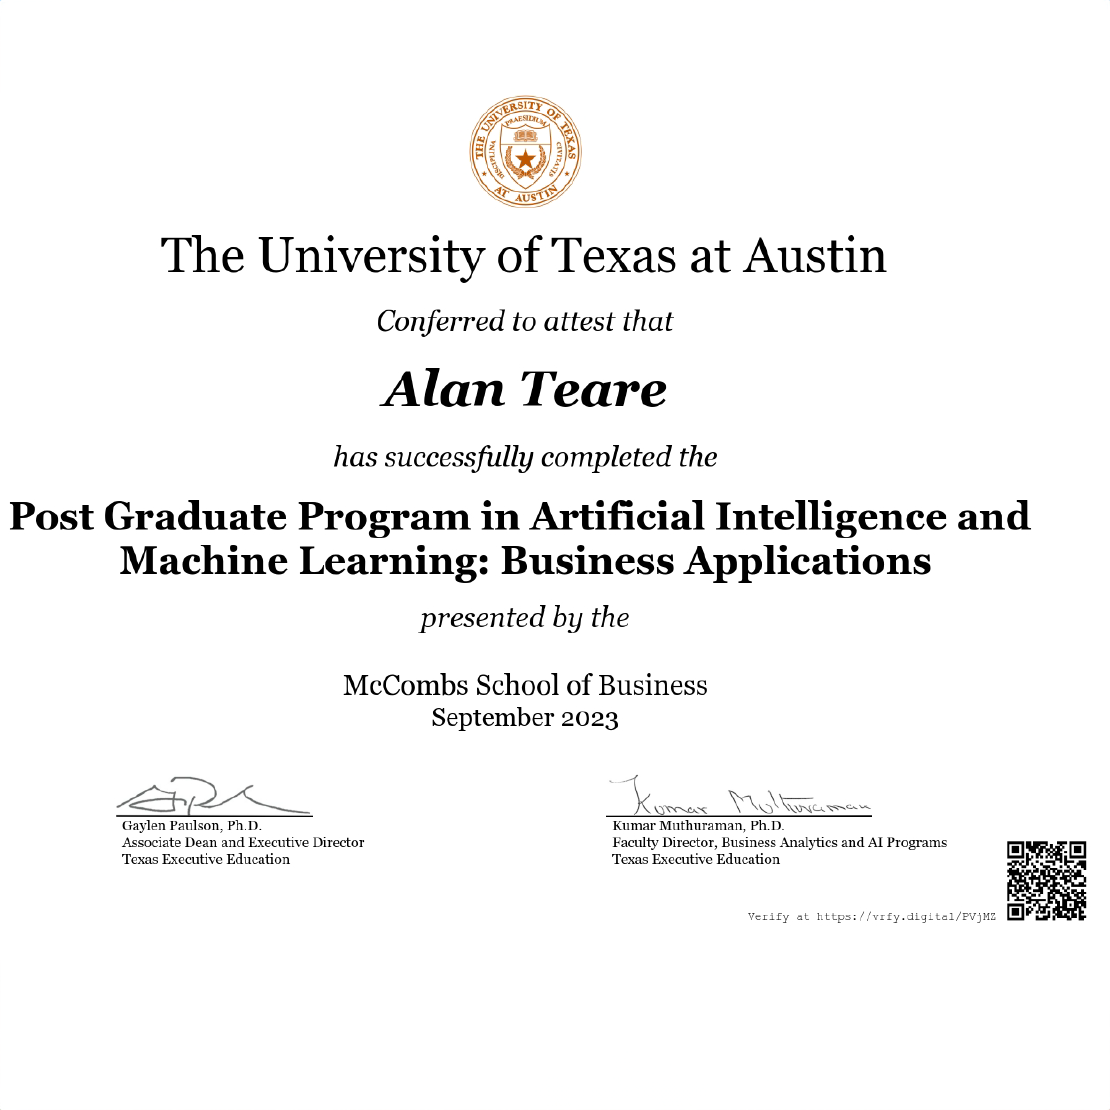 THE UNIVERSITY OF TEXAS
AT AUSTIN
PRAESIDIUM
DISCIPLINA
CIVITATIS
The University of Texas at Austin
Conferred to attest that
Alan Teare
has successfully completed the
Post Graduate Program in Artificial Intelligence and
Machine Learning: Business Applications
presented by the
McCombs School of Business
September 2023
Kumar Muthuraman
Gaylen Paulson, Ph.D.
Associate Dean and Executive Director
Texas Executive Education
Kumar Muthuraman, Ph.D.
Faculty Director, Business Analytics and AI Programs
Texas Executive Education
Verify at https://vrfy.digital/PVjMZ